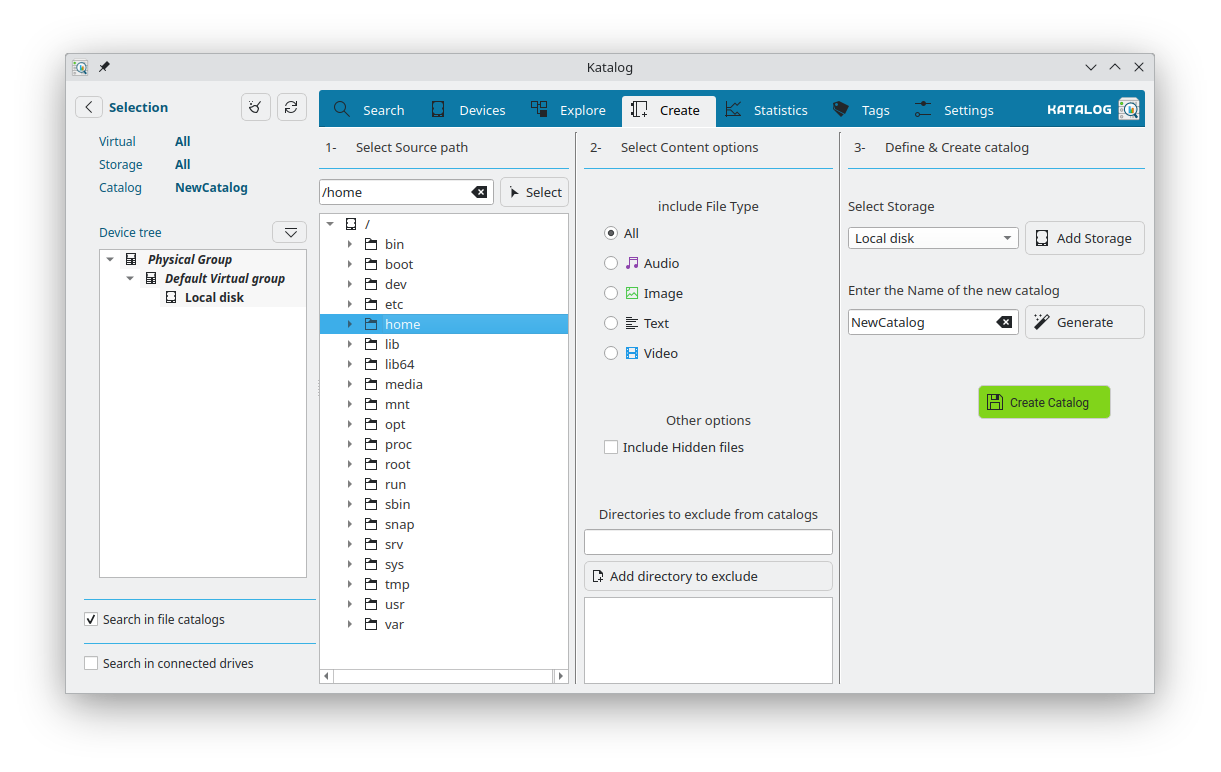 Katalog
Selection
Virtual All
Storage All
Catalog NewCatalog
Device tree
Physical Group
Default Virtual group
Local disk
Search in file catalogs
Search in connected drives
Search Devices Explore Create Statistics Tags Settings KATALOG
1- Select Source path
/home Select
/
bin
boot
dev
etc
home
lib
lib64
media
mnt
opt
proc
root
run
sbin
snap
srv
sys
tmp
usr
var
2- Select Content options
include File Type
All
Audio
Image
Text
Video
Other options
Include Hidden files
Directories to exclude from catalogs
Add directory to exclude
3- Define & Create catalog
Select Storage
Local disk Add Storage
Enter the Name of the new catalog
NewCatalog Generate
Create Catalog